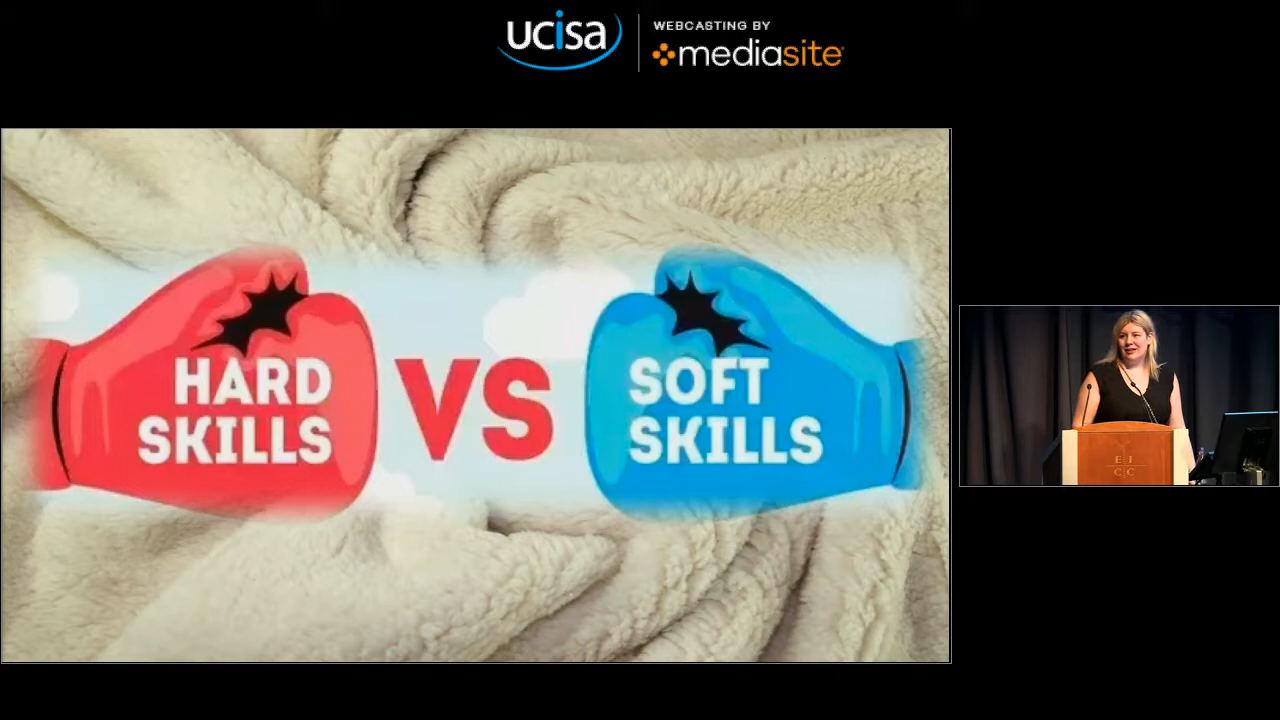 ucisa
WEBCASTING BY
mediasite
HARD
SKILLS
VS
SOFT
SKILLS
E I
C C